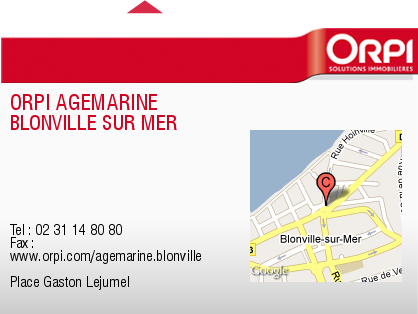 ORPI
SOLUTIONS IMMOBILIÈRES
ORPI AGEMARINE
BLONVILLE SUR MER
Rue Hoinville
C
Blonville-sur-Mer
Tel : 02 31 14 80 80
Fax :
www.orpi.com/agemarine.blonville
Google
Rue de Ve
Place Gaston Lejumel